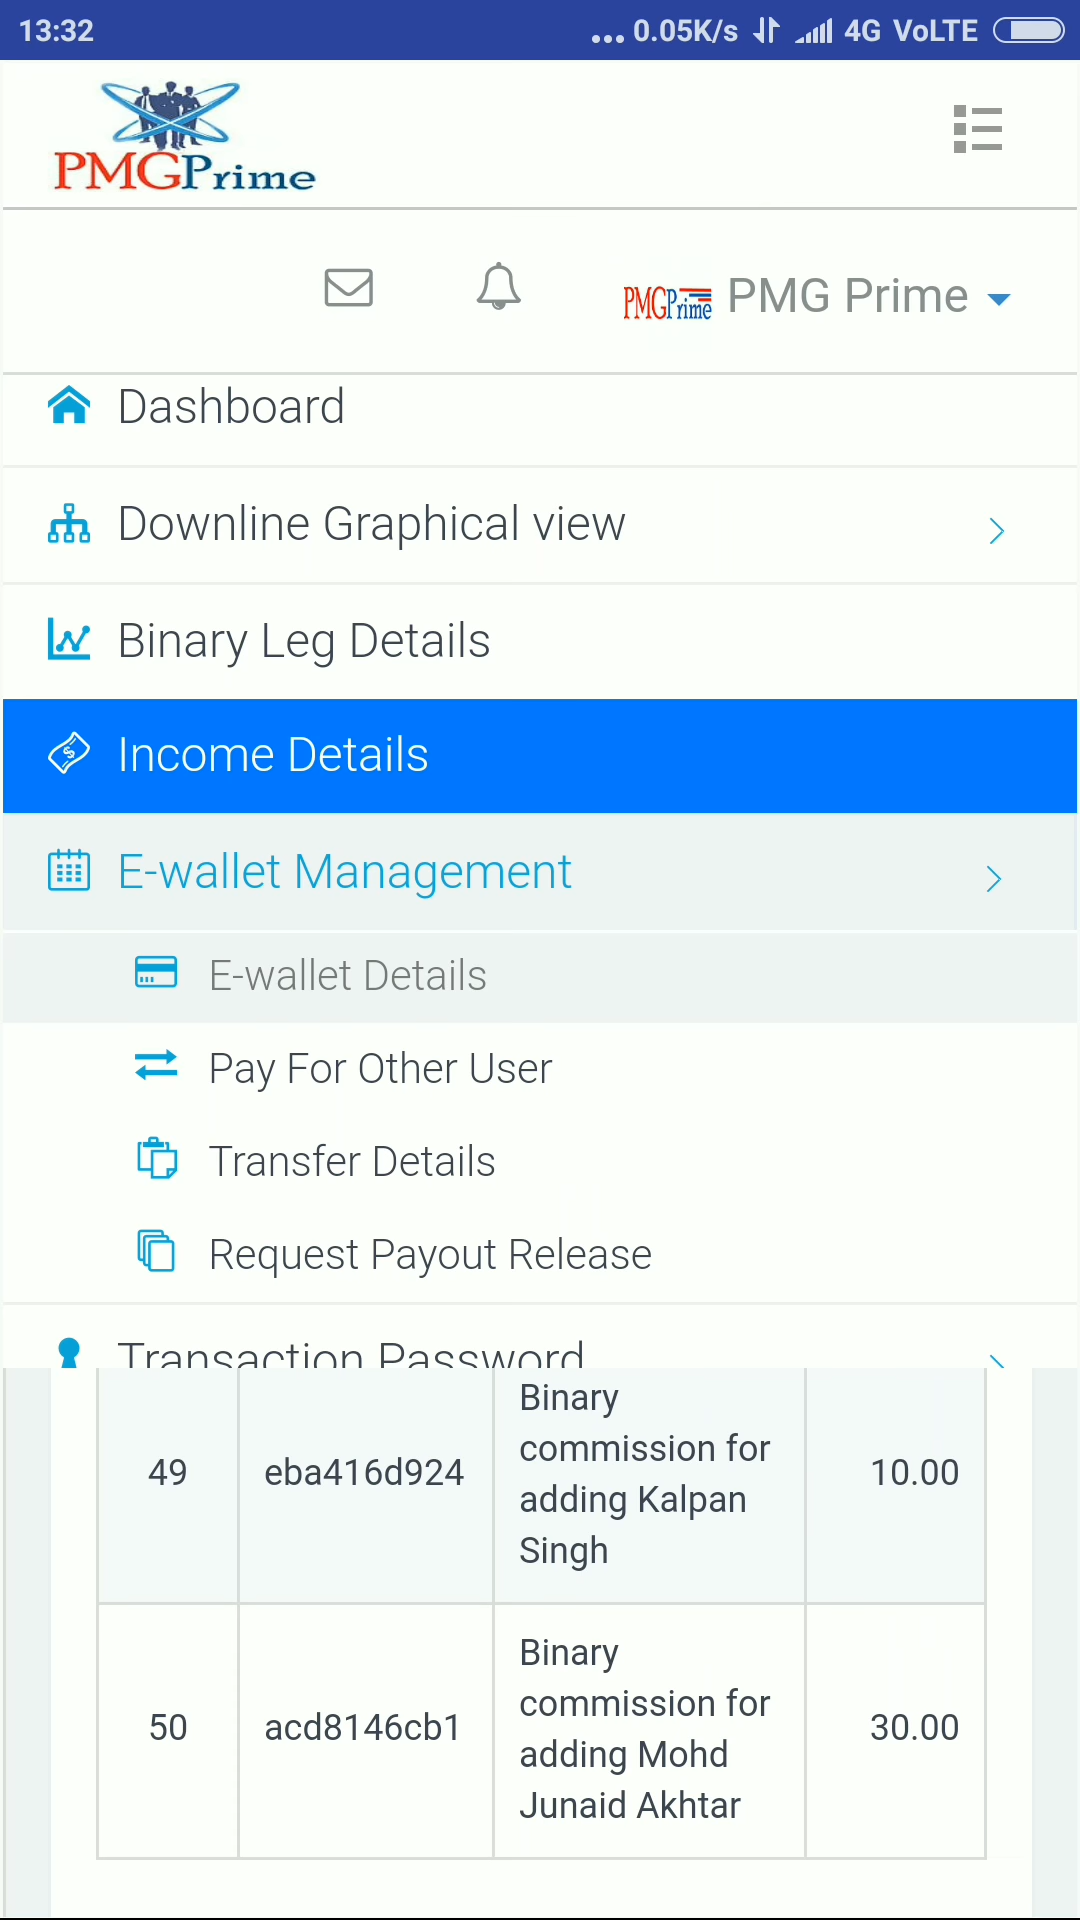 13:32 ... 0.05K/s 4G VoLTE
PMGPrime
PMGPrime PMG Prime
Dashboard
Downline Graphical view
Binary Leg Details
Income Details
E-wallet Management
E-wallet Details
Pay For Other User
Transfer Details
Request Payout Release
Transaction Password
49 eba416d924 Binary commission for adding Kalpan Singh 10.00
50 acd8146cb1 Binary commission for adding Mohd Junaid Akhtar 30.00